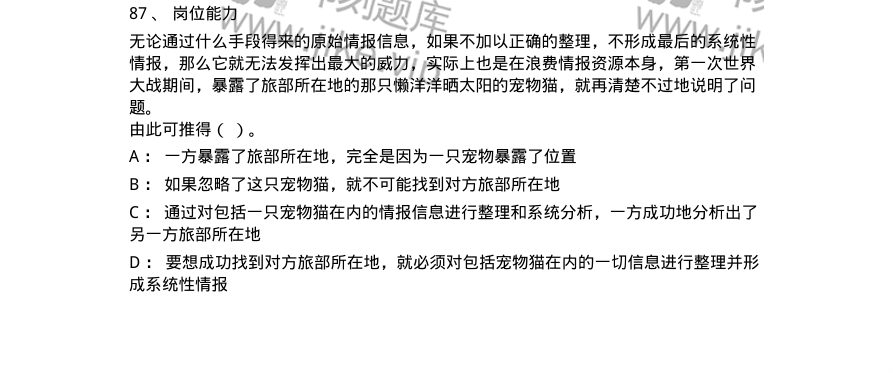 87 、 岗位能力
无论通过什么手段得来的原始情报信息，如果不加以正确的整理，不形成最后的系统性
情报，那么它就无法发挥出最大的威力，实际上也是在浪费情报资源本身，第一次世界
大战期间，暴露了旅部所在地的那只懒洋洋晒太阳的宠物猫，就再清楚不过地说明了问
题。
由此可推得（ ）。
A： 一方暴露了旅部所在地，完全是因为一只宠物暴露了位置
B： 如果忽略了这只宠物猫，就不可能找到对方旅部所在地
C： 通过对包括一只宠物猫在内的情报信息进行整理和系统分析，一方成功地分析出了
另一方旅部所在地
D： 要想成功找到对方旅部所在地，就必须对包括宠物猫在内的一切信息进行整理并形
成系统性情报